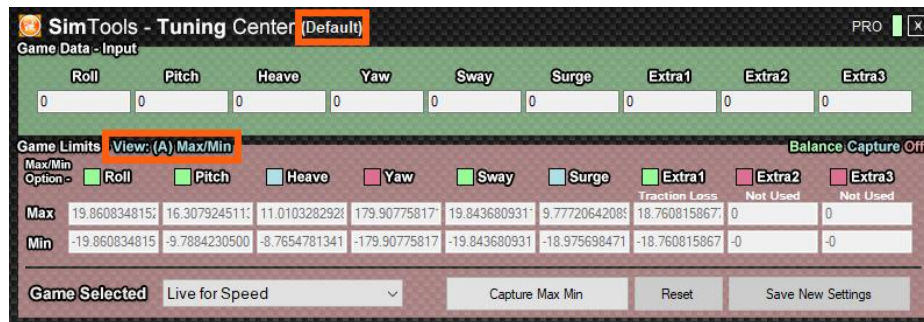 SimTools - Tuning Center (Default) PRO X
Game Data - Input
Roll Pitch Heave Yaw Sway Surge Extra1 Extra2 Extra3
0 0 0 0 0 0 0 0 0
Game Limits View: (A) Max/Min Balance Capture Off
Max/Min
Option - Roll Pitch Heave Yaw Sway Surge Extra1 Extra2 Extra3
Traction Loss Not Used Not Used
Max 19.8608348152 16.3079245113 11.0103282928 179.90775817 19.843680931 9.7772064208 18.7608158677 0 0
Min -19.860834815 -9.7884230500 -8.7654781341 -179.90775817 -19.843680931 -18.975698471 -18.760815867 -0 -0
Game Selected Live for Speed Capture Max Min Reset Save New Settings